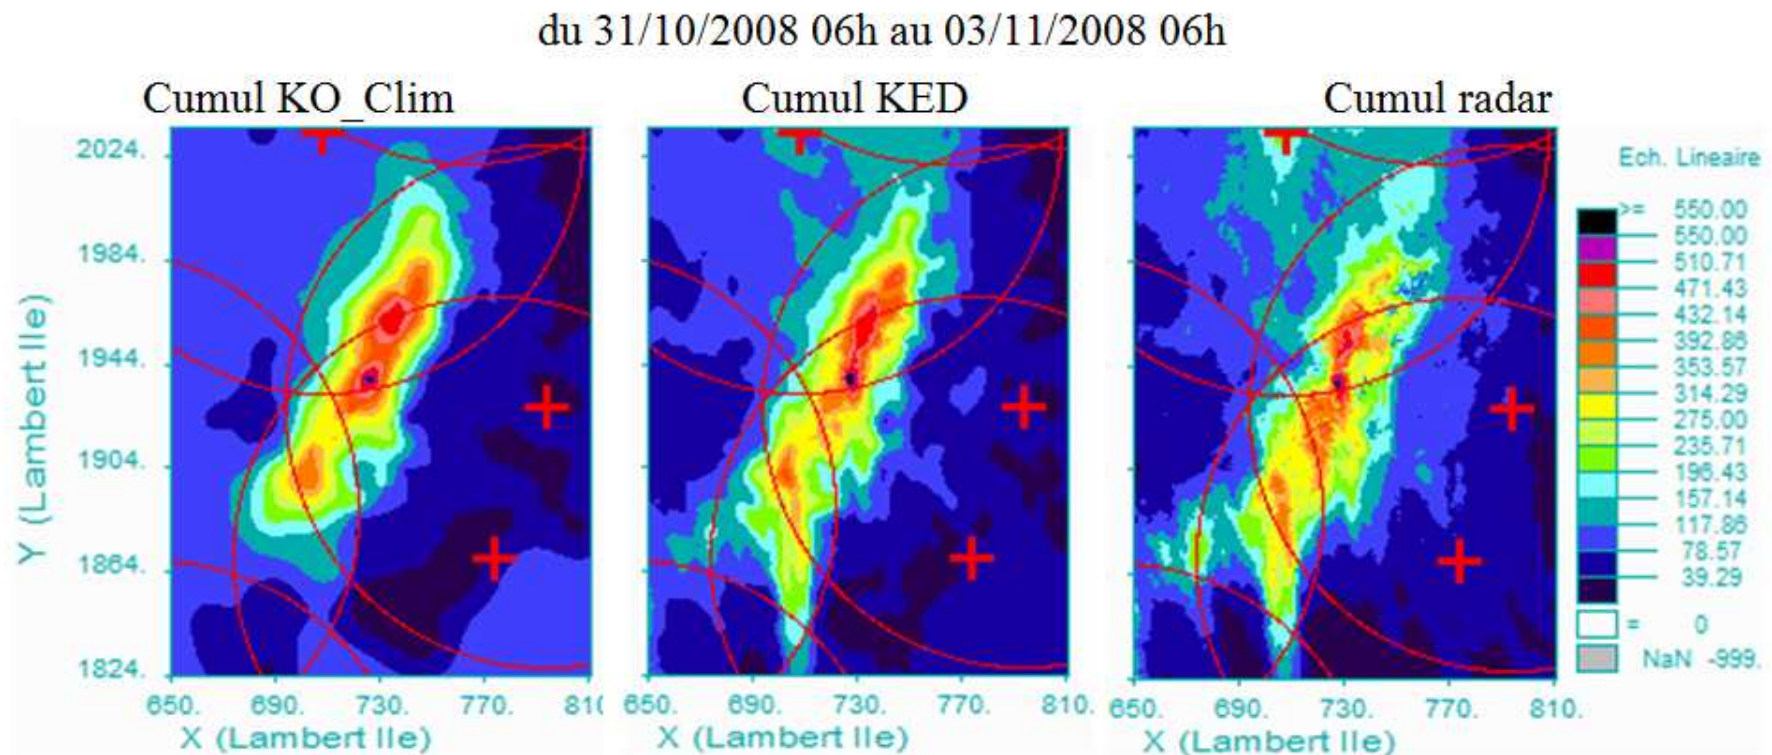 du 31/10/2008 06h au 03/11/2008 06h
Cumul KO_Clim
Cumul KED
Cumul radar
2024.
1984.
1944.
1904.
1864.
1824.
Y (Lambert IIe)
650. 690. 730. 770. 810
X (Lambert IIe)
650. 690. 730. 770. 810.
X (Lambert IIe)
650. 690. 730. 770. 810.
X (Lambert IIe)
Ech. Lineaire
>= 550.00
550.00
510.71
471.43
432.14
392.86
353.57
314.29
275.00
235.71
196.43
157.14
117.86
78.57
39.29
= 0
NaN -999.